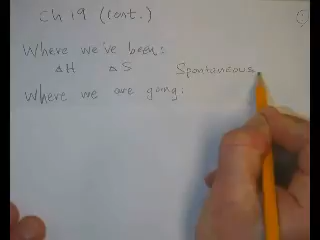 Ch 19 (cont.)
Where we've been:
ΔH ΔS Spontaneous
Where we are going: